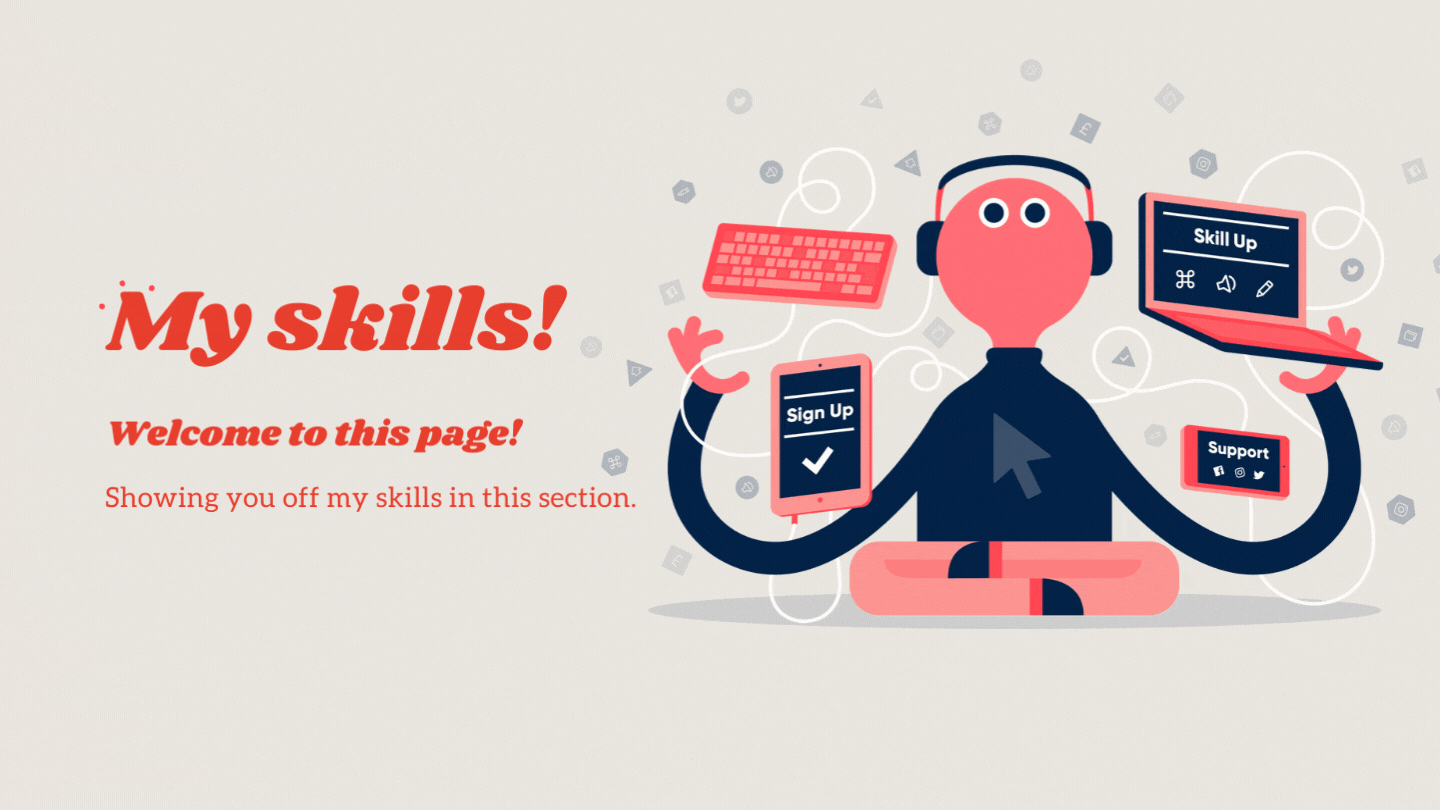 My skills!
Welcome to this page!
Showing you off my skills in this section.
Sign Up
Skill Up
Support